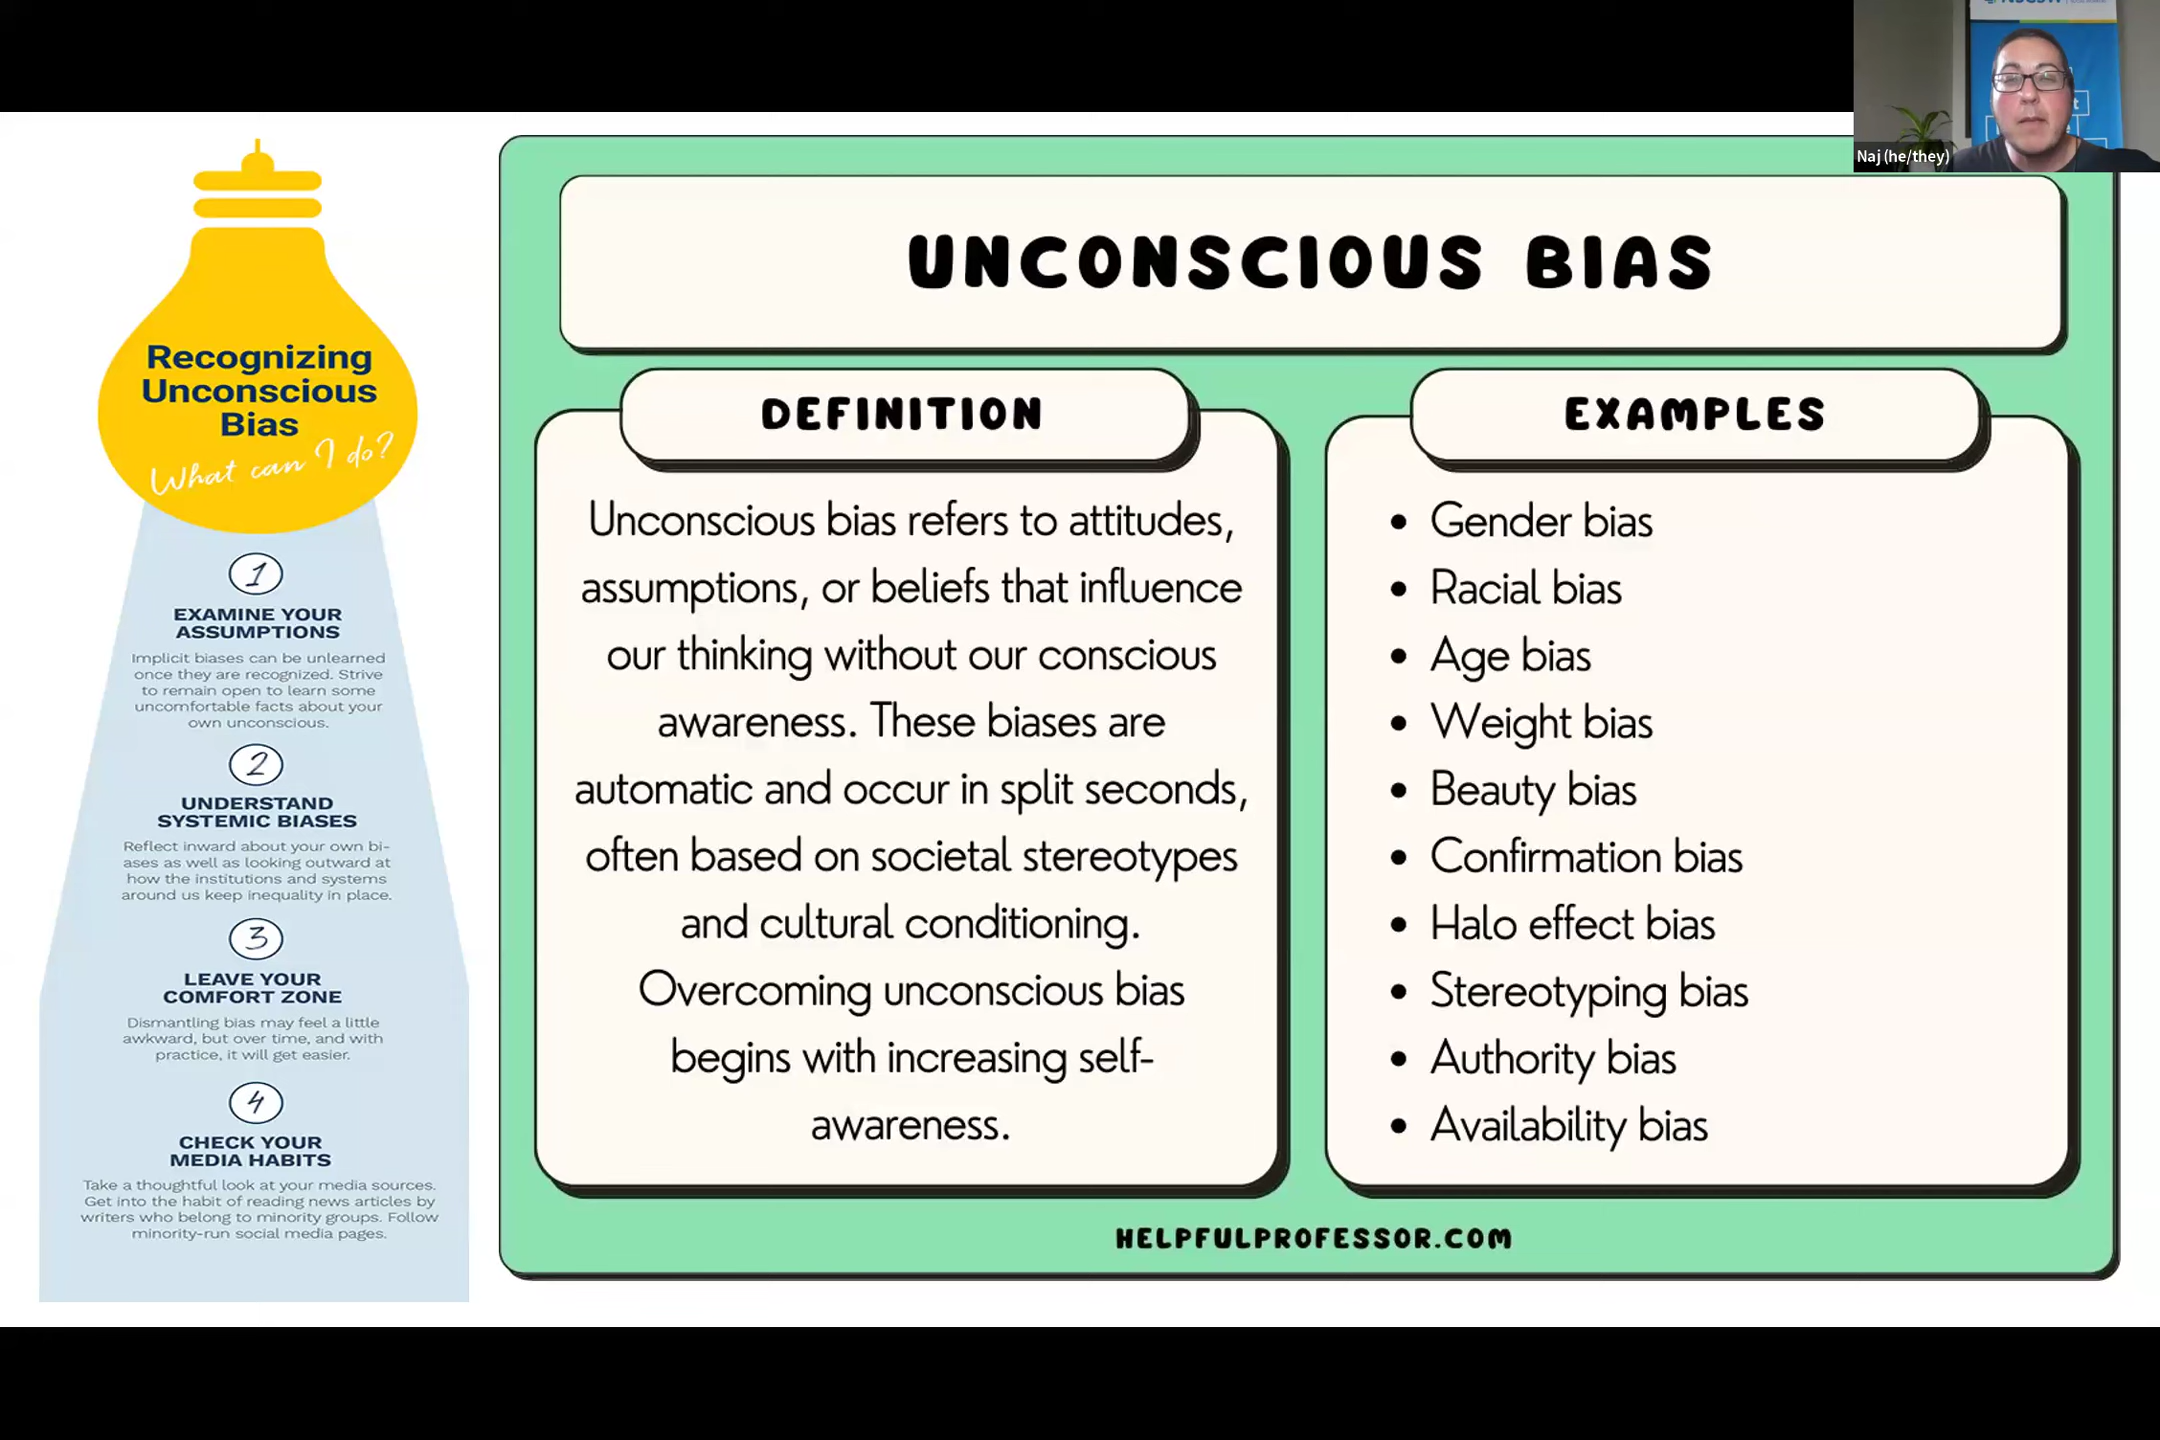 Naj (he/they)
Recognizing
Unconscious
Bias
What can I do?
1
EXAMINE YOUR
ASSUMPTIONS
Implicit biases can be unlearned
once they are recognized. Strive
to remain open to learn some
uncomfortable facts about your
own unconscious.
2
UNDERSTAND
SYSTEMIC BIASES
Reflect inward about your own bi-
ases as well as looking outward at
how the institutions and systems
around us keep inequality in place.
3
LEAVE YOUR
COMFORT ZONE
Dismantling bias may feel a little
awkward, but over time, and with
practice, it will get easier.
4
CHECK YOUR
MEDIA HABITS
Take a thoughtful look at your media sources.
Get into the habit of reading news articles by
writers who belong to minority groups. Follow
minority-run social media pages.
UNCONSCIOUS BIAS
DEFINITION
Unconscious bias refers to attitudes,
assumptions, or beliefs that influence
our thinking without our conscious
awareness. These biases are
automatic and occur in split seconds,
often based on societal stereotypes
and cultural conditioning.
Overcoming unconscious bias
begins with increasing self-
awareness.
EXAMPLES
• Gender bias
• Racial bias
• Age bias
• Weight bias
• Beauty bias
• Confirmation bias
• Halo effect bias
• Stereotyping bias
• Authority bias
• Availability bias
HELPFULPROFESSOR.COM